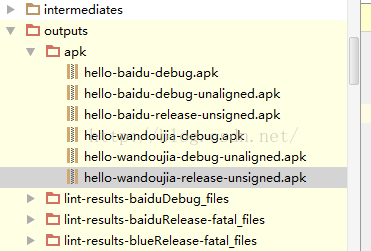 intermediates
outputs
apk
hello-baidu-debug.apk
hello-baidu-debug-unaligned.apk
hello-baidu-release-unsigned.apk
hello-wandoujia-debug.apk
hello-wandoujia-debug-unaligned.apk
hello-wandoujia-release-unsigned.apk
lint-results-baiduDebug_files
lint-results-baiduRelease-fatal_files
lint-results-blueRelease-fatal_files